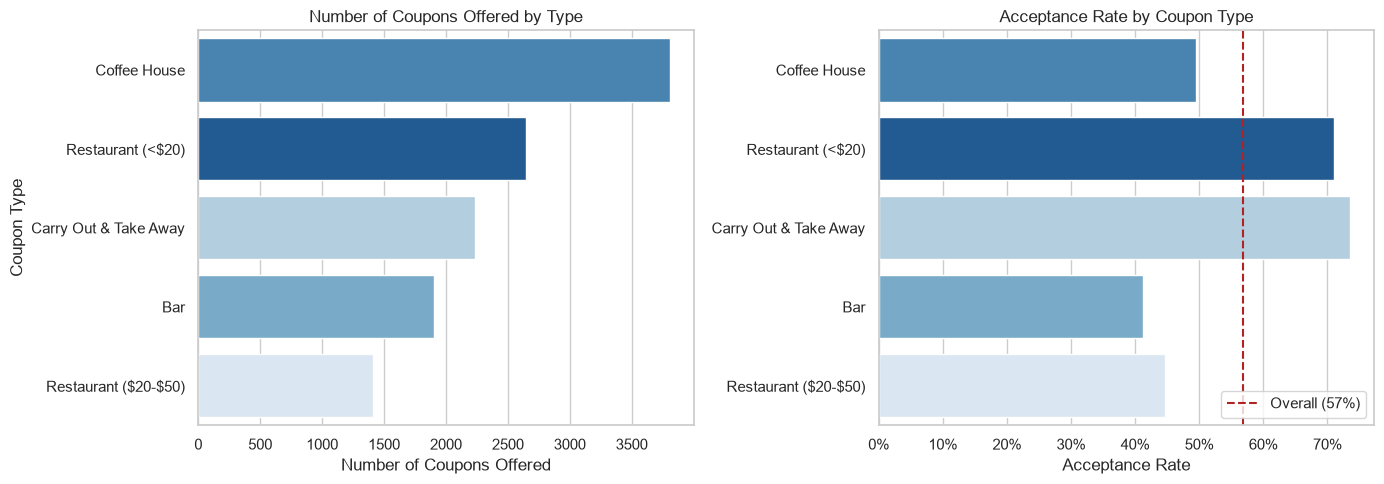 Number of Coupons Offered by Type
Coupon Type
Coffee House
Restaurant (<$20)
Carry Out & Take Away
Bar
Restaurant ($20-$50)
0 500 1000 1500 2000 2500 3000 3500
Number of Coupons Offered
Acceptance Rate by Coupon Type
Coffee House
Restaurant (<$20)
Carry Out & Take Away
Bar
Restaurant ($20-$50)
Overall (57%)
0% 10% 20% 30% 40% 50% 60% 70%
Acceptance Rate